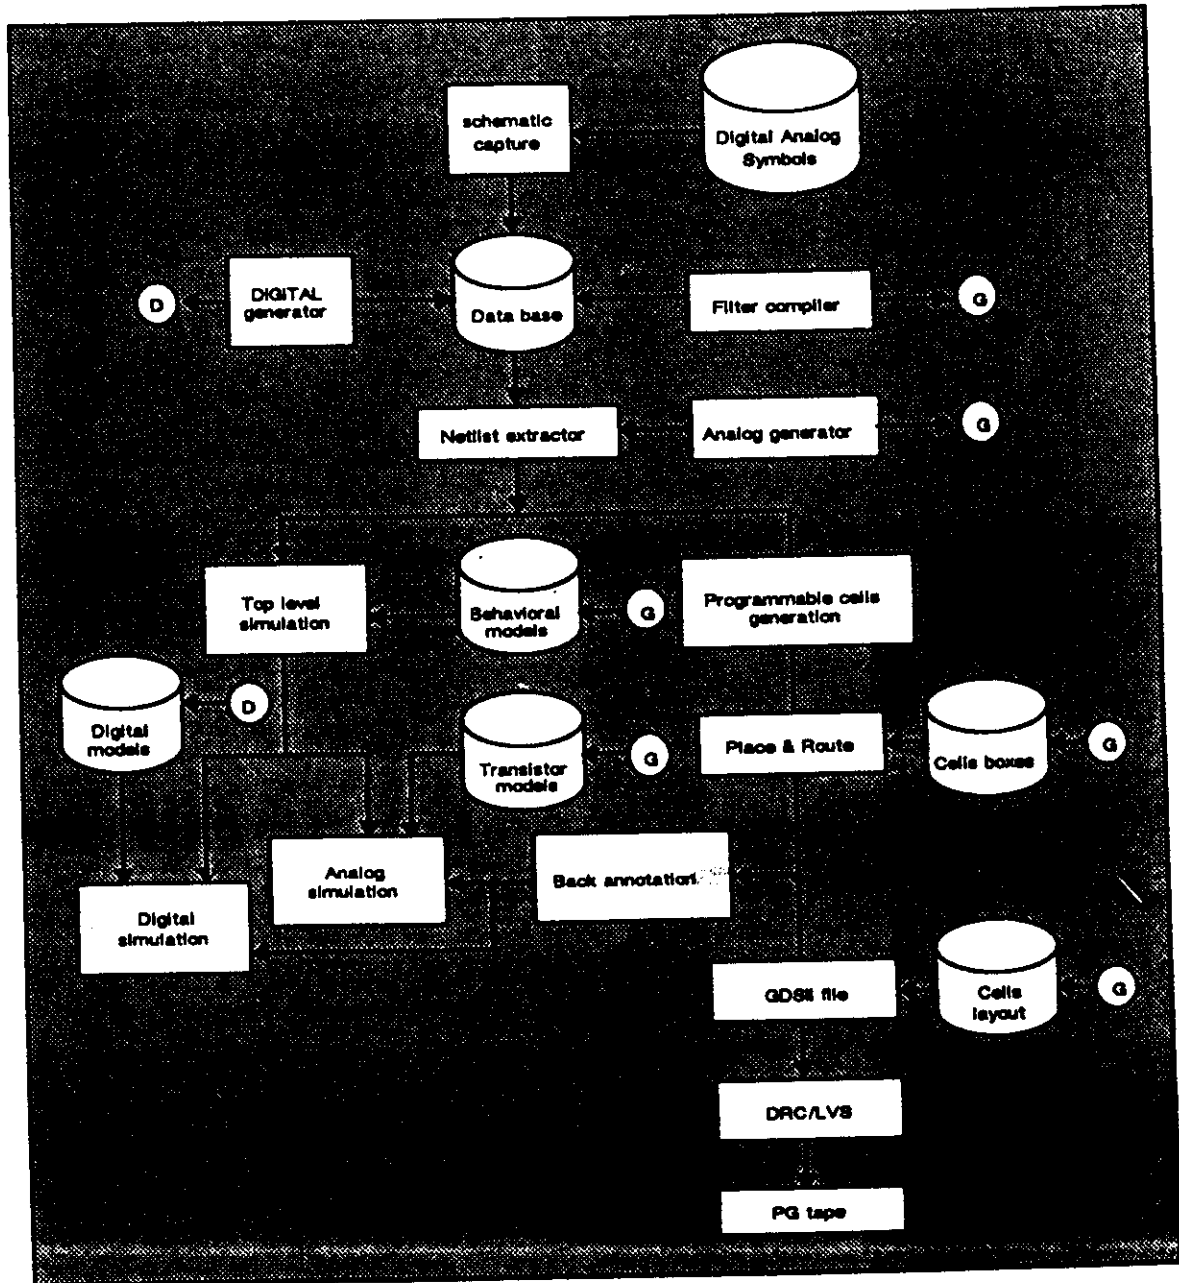 schematic
capture
Digital Analog
Symbols
D
DIGITAL
generator
Data base
Filter compiler
G
Netlist extractor
Analog generator
G
Top level
simulation
Behavioral
models
G
Programmable cells
generation
Digital
models
D
Transistor
models
G
Place & Route
Cells boxes
G
Analog
simulation
Back annotation
Digital
simulation
GDSII file
Cells
layout
G
DRC/LVS
PG tape